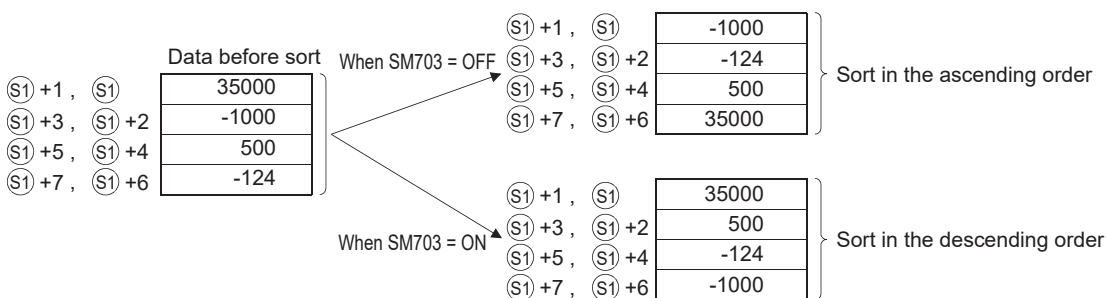 Data before sort
S1 +1 , S1 35000
S1 +3 , S1 +2 -1000
S1 +5 , S1 +4 500
S1 +7 , S1 +6 -124
When SM703 = OFF
S1 +1 , S1 -1000
S1 +3 , S1 +2 -124
S1 +5 , S1 +4 500
S1 +7 , S1 +6 35000
Sort in the ascending order
When SM703 = ON
S1 +1 , S1 35000
S1 +3 , S1 +2 500
S1 +5 , S1 +4 -124
S1 +7 , S1 +6 -1000
Sort in the descending order